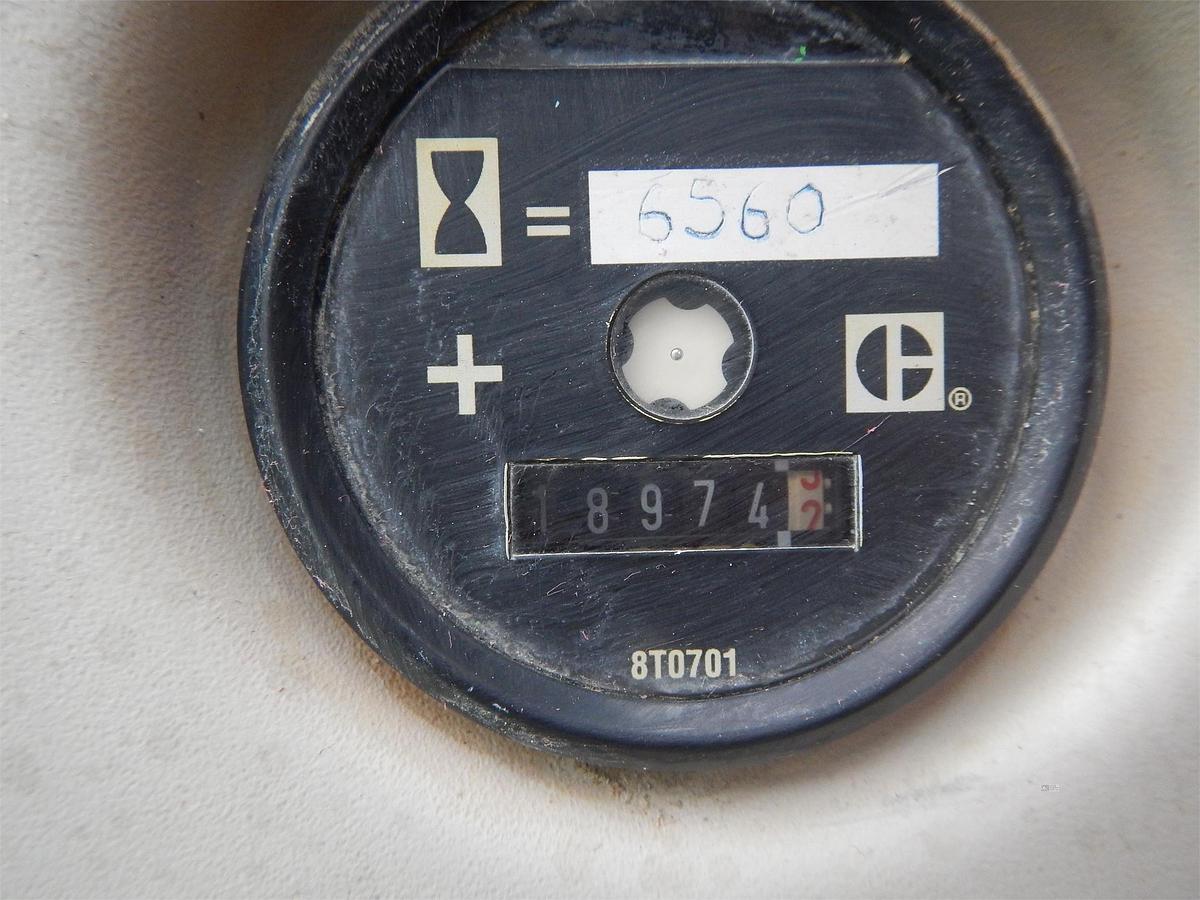 = 6560
+
®
18974
8T0701